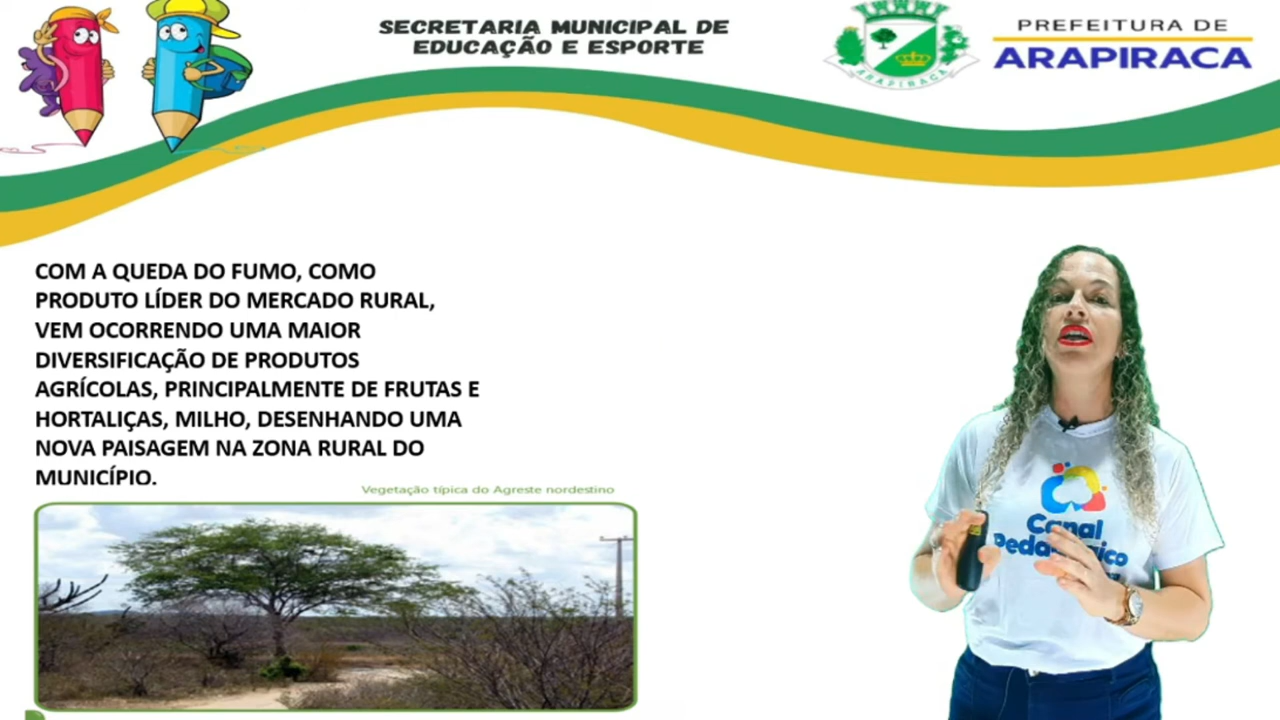 SECRETARIA MUNICIPAL DE
EDUCAÇÃO E ESPORTE
ARAPIRACA
PREFEITURA DE
ARAPIRACA
COM A QUEDA DO FUMO, COMO
PRODUTO LÍDER DO MERCADO RURAL,
VEM OCORRENDO UMA MAIOR
DIVERSIFICAÇÃO DE PRODUTOS
AGRÍCOLAS, PRINCIPALMENTE DE FRUTAS E
HORTALIÇAS, MILHO, DESENHANDO UMA
NOVA PAISAGEM NA ZONA RURAL DO
MUNICÍPIO.
Vegetação típica do Agreste nordestino
Canal